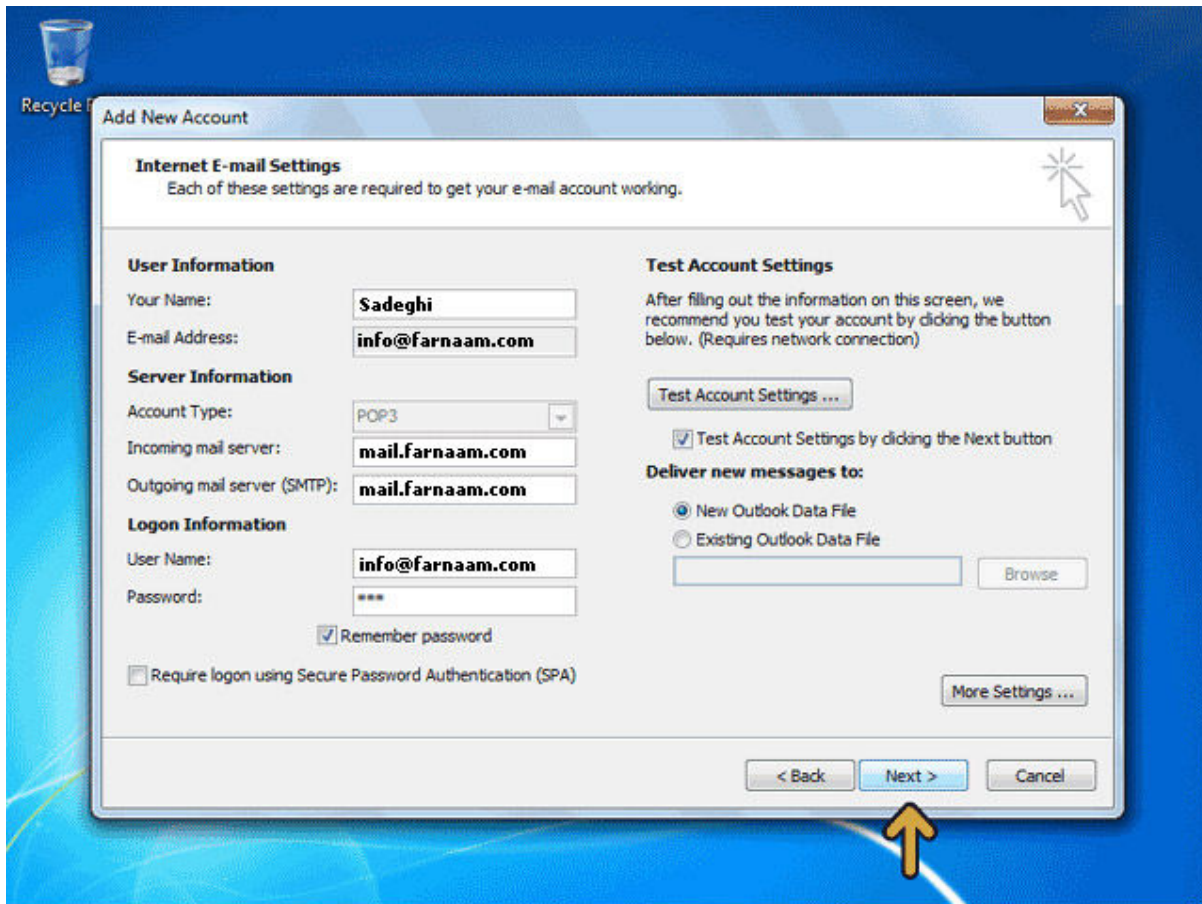 Recycle
Add New Account
Internet E-mail Settings
Each of these settings are required to get your e-mail account working.
User Information
Your Name:
Sadeghi
E-mail Address:
info@farnaam.com
Server Information
Account Type:
POP3
Incoming mail server:
mail.farnaam.com
Outgoing mail server (SMTP):
mail.farnaam.com
Logon Information
User Name:
info@farnaam.com
Password:
***
Remember password
Require logon using Secure Password Authentication (SPA)
Test Account Settings
After filling out the information on this screen, we
recommend you test your account by clicking the button
below. (Requires network connection)
Test Account Settings ...
Test Account Settings by clicking the Next button
Deliver new messages to:
New Outlook Data File
Existing Outlook Data File
Browse
More Settings ...
< Back
Next >
Cancel